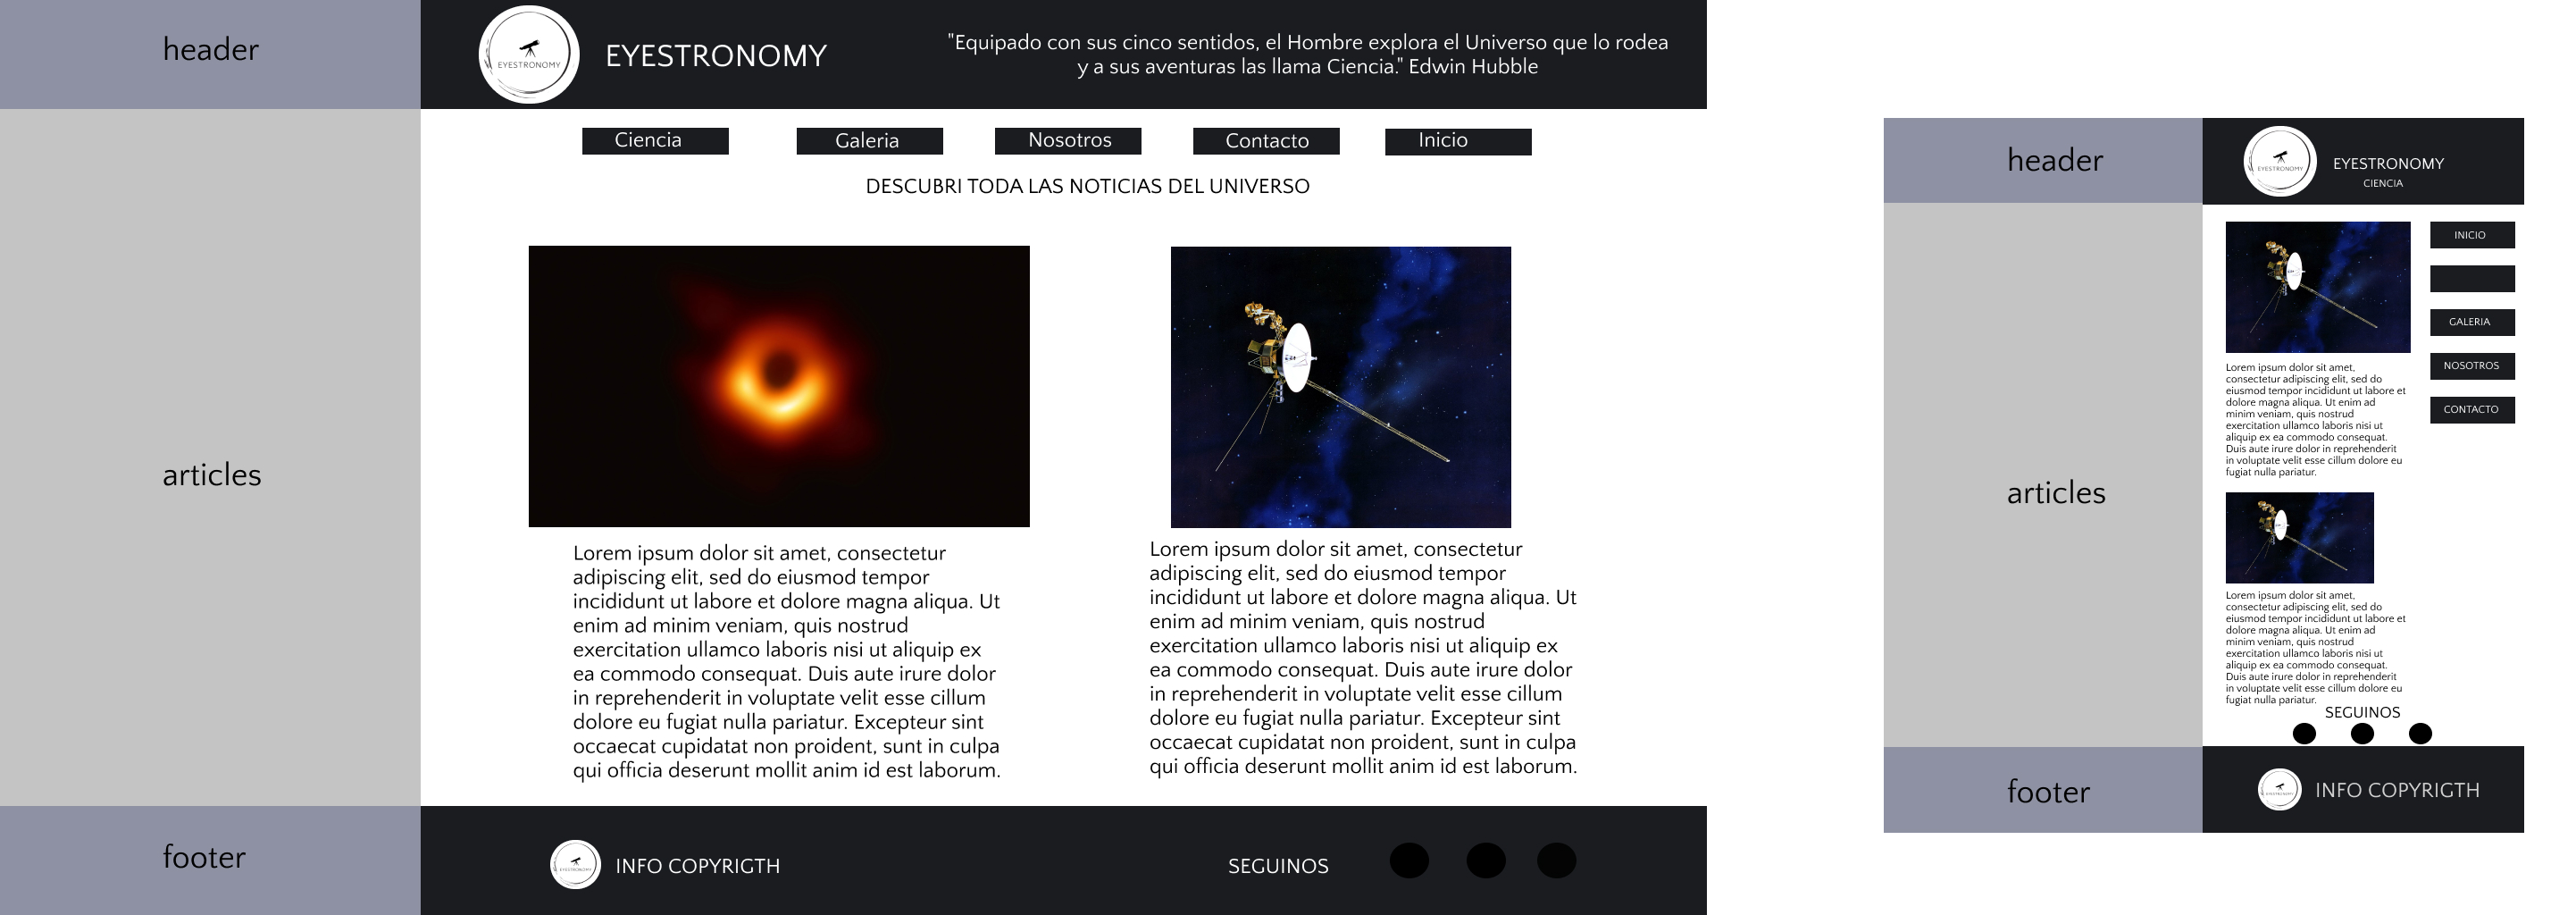 header
EYESTRONOMY
EYESTRONOMY
"Equipado con sus cinco sentidos, el Hombre explora el Universo que lo rodea
y a sus aventuras las llama Ciencia." Edwin Hubble
Ciencia
Galeria
Nosotros
Contacto
Inicio
DESCUBRI TODA LAS NOTICIAS DEL UNIVERSO
articles
Lorem ipsum dolor sit amet, consectetur
adipiscing elit, sed do eiusmod tempor
incididunt ut labore et dolore magna aliqua. Ut
enim ad minim veniam, quis nostrud
exercitation ullamco laboris nisi ut aliquip ex
ea commodo consequat. Duis aute irure dolor
in reprehenderit in voluptate velit esse cillum
dolore eu fugiat nulla pariatur. Excepteur sint
occaecat cupidatat non proident, sunt in culpa
qui officia deserunt mollit anim id est laborum.
Lorem ipsum dolor sit amet, consectetur
adipiscing elit, sed do eiusmod tempor
incididunt ut labore et dolore magna aliqua. Ut
enim ad minim veniam, quis nostrud
exercitation ullamco laboris nisi ut aliquip ex
ea commodo consequat. Duis aute irure dolor
in reprehenderit in voluptate velit esse cillum
dolore eu fugiat nulla pariatur. Excepteur sint
occaecat cupidatat non proident, sunt in culpa
qui officia deserunt mollit anim id est laborum.
footer
EYESTRONOMY
INFO COPYRIGTH
SEGUINOS
header
EYESTRONOMY
EYESTRONOMY
CIENCIA
articles
INICIO
GALERIA
NOSOTROS
CONTACTO
Lorem ipsum dolor sit amet,
consectetur adipiscing elit, sed do
eiusmod tempor incididunt ut labore et
dolore magna aliqua. Ut enim ad
minim veniam, quis nostrud
exercitation ullamco laboris nisi ut
aliquip ex ea commodo consequat.
Duis aute irure dolor in reprehenderit
in voluptate velit esse cillum dolore eu
fugiat nulla pariatur.
Lorem ipsum dolor sit amet,
consectetur adipiscing elit, sed do
eiusmod tempor incididunt ut labore et
dolore magna aliqua. Ut enim ad
minim veniam, quis nostrud
exercitation ullamco laboris nisi ut
aliquip ex ea commodo consequat.
Duis aute irure dolor in reprehenderit
in voluptate velit esse cillum dolore eu
fugiat nulla pariatur.
SEGUINOS
footer
EYESTRONOMY
INFO COPYRIGTH